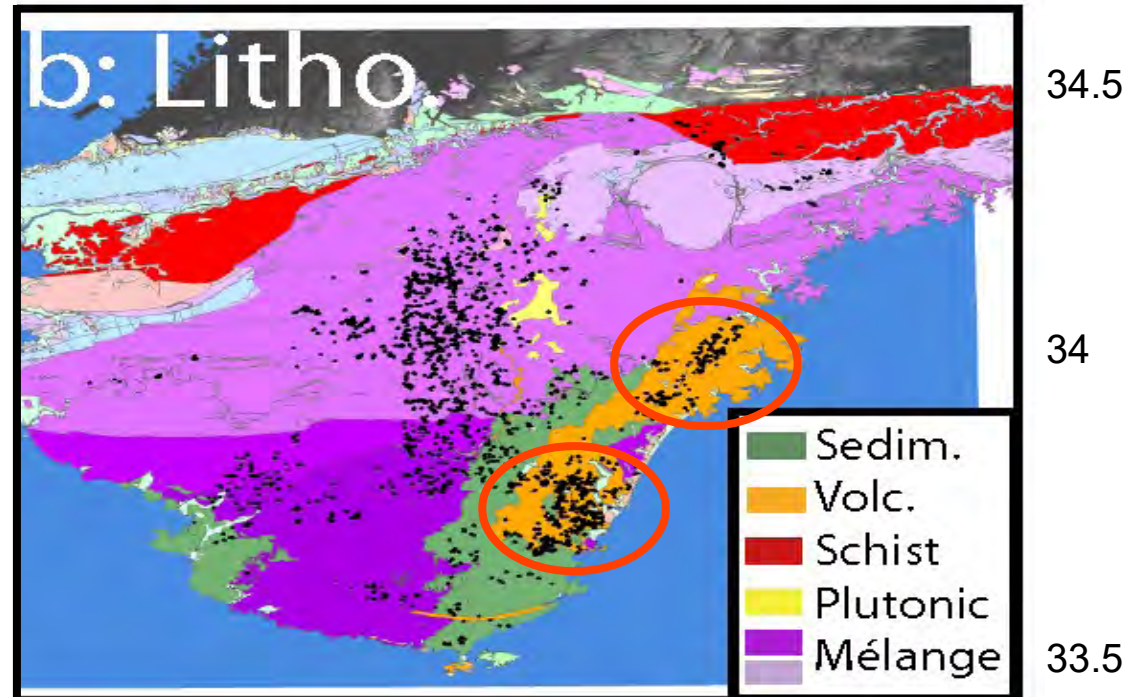 b: Litho.
34.5
34
Sedim.
Volc.
Schist
Plutonic
Mélange
33.5